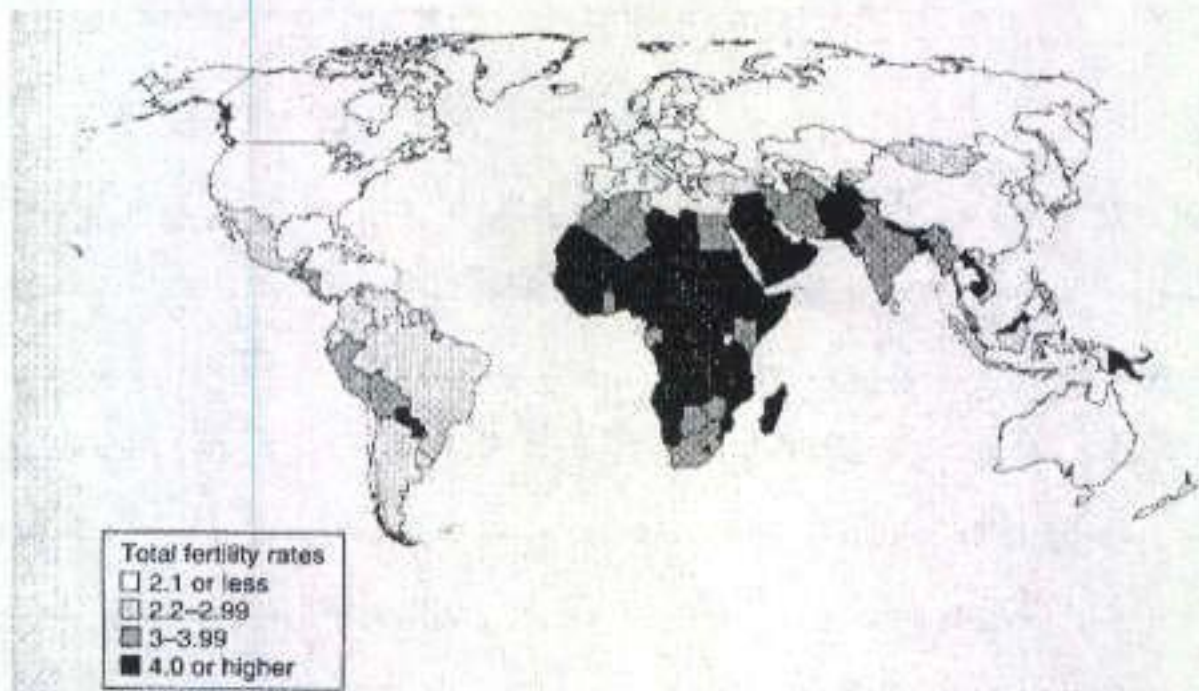 Total fertility rates
2.1 or less
2.2–2.99
3–3.99
4.0 or higher